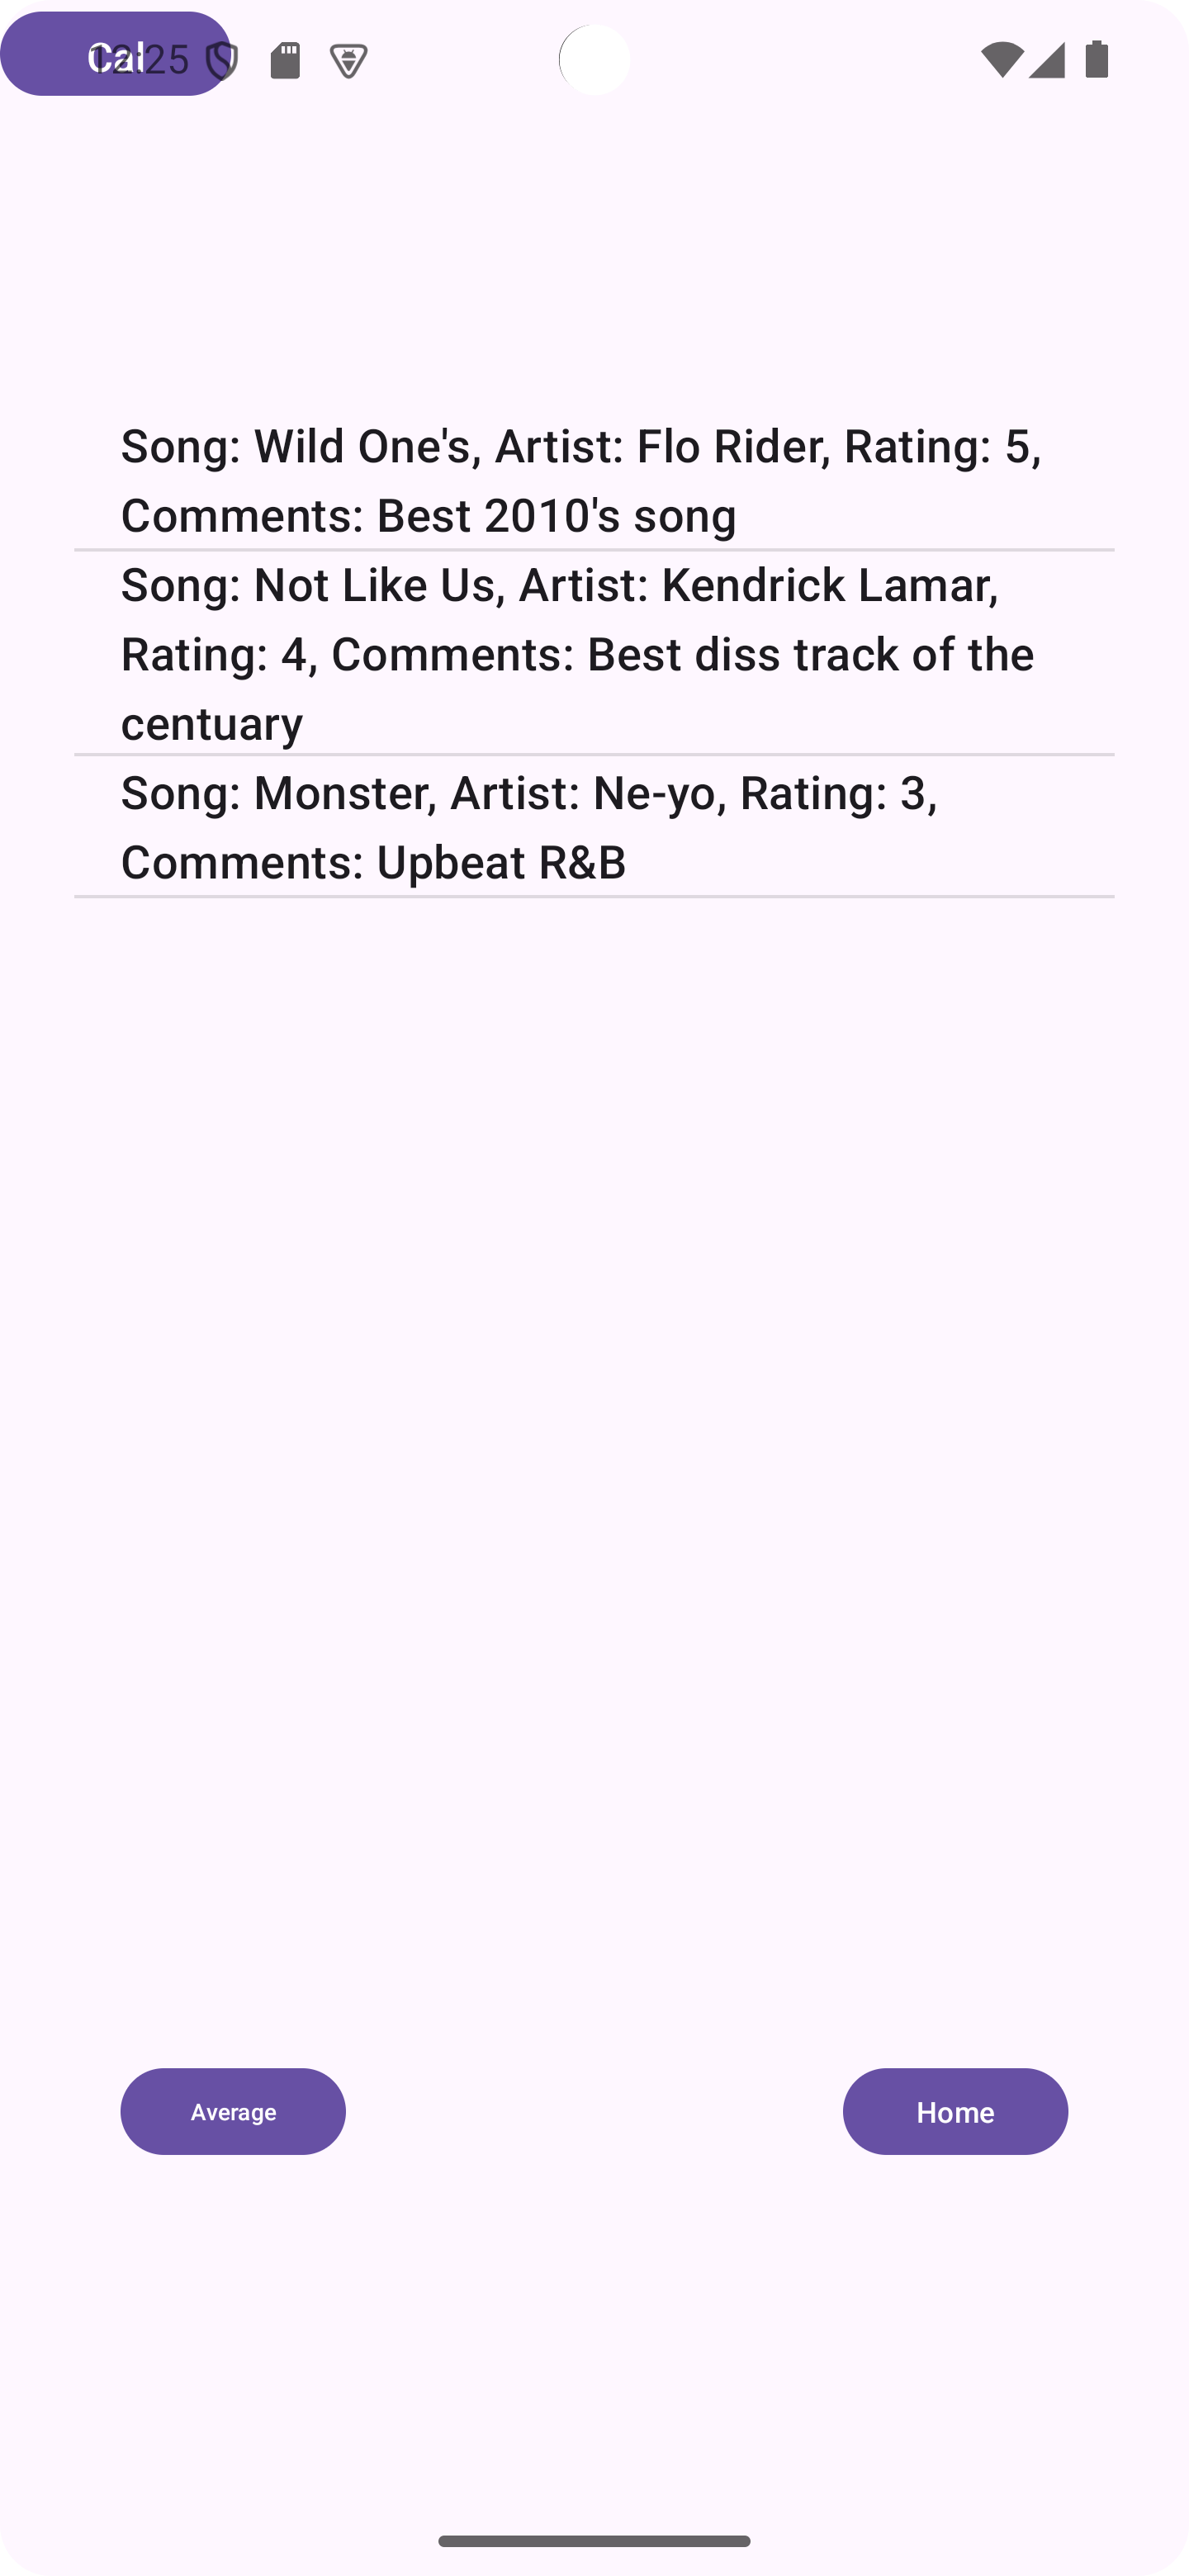 Cal
12:25
Song: Wild One's, Artist: Flo Rider, Rating: 5,
Comments: Best 2010's song
Song: Not Like Us, Artist: Kendrick Lamar,
Rating: 4, Comments: Best diss track of the
centuary
Song: Monster, Artist: Ne-yo, Rating: 3,
Comments: Upbeat R&B
Average
Home